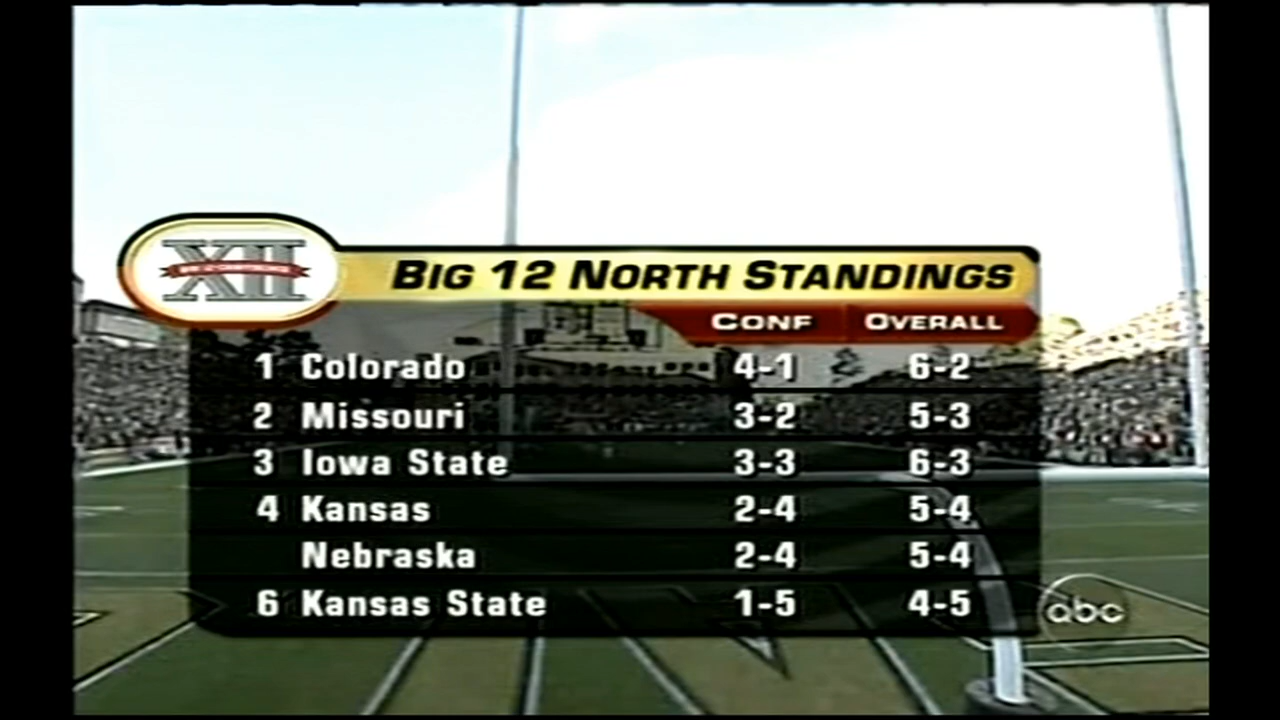 XII
BIG 12 NORTH STANDINGS
CONF OVERALL
1 Colorado 4-1 6-2
2 Missouri 3-2 5-3
3 Iowa State 3-3 6-3
4 Kansas 2-4 5-4
Nebraska 2-4 5-4
6 Kansas State 1-5 4-5
abc